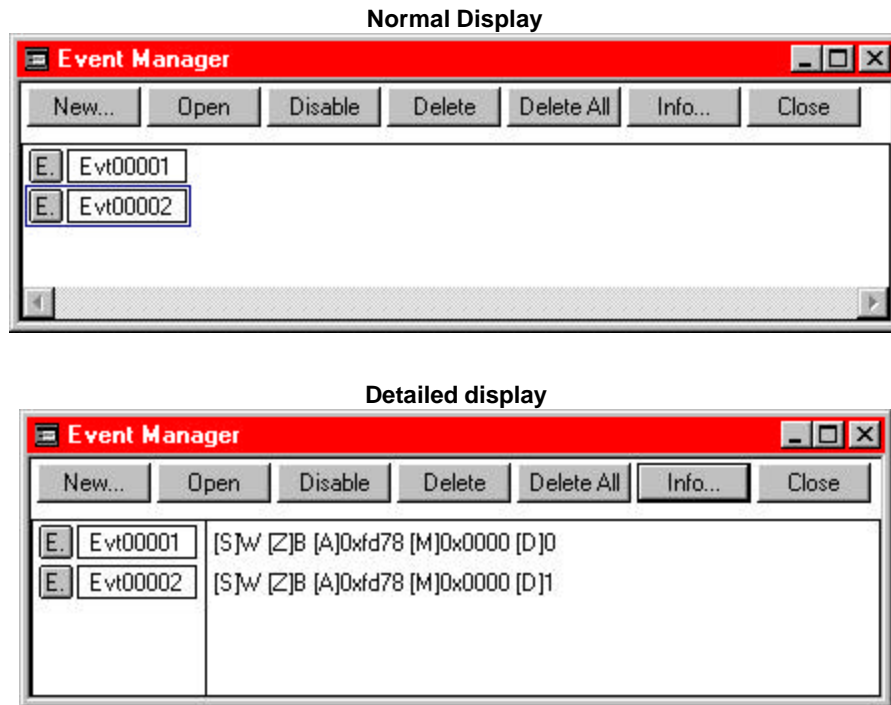 Normal Display
Event Manager
New... Open Disable Delete Delete All Info... Close
E. Evt00001
E. Evt00002
Detailed display
Event Manager
New... Open Disable Delete Delete All Info... Close
E. Evt00001 [S]W [Z]B [A]0xfd78 [M]0x0000 [D]0
E. Evt00002 [S]W [Z]B [A]0xfd78 [M]0x0000 [D]1